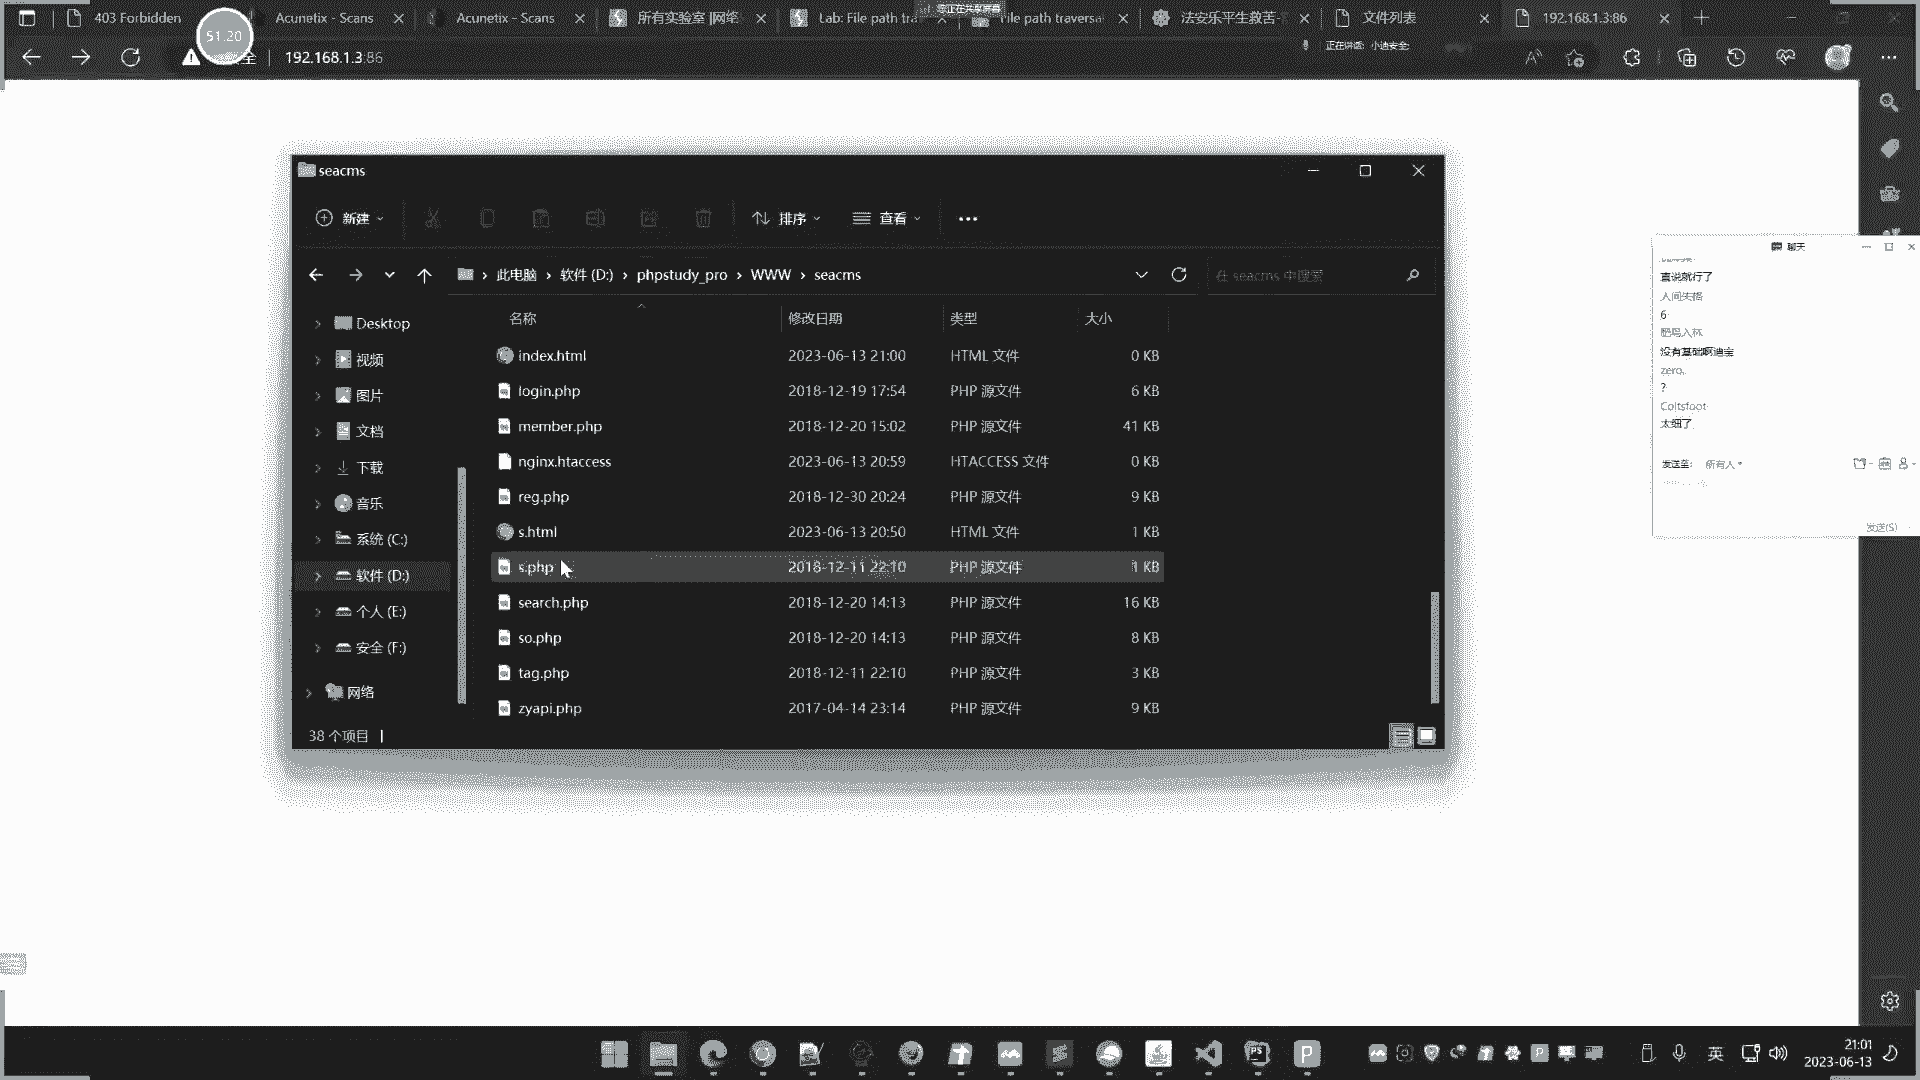 403 Forbidden
Acunetix - Scans
Acunetix - Scans
所有实验室 |网络
Lab: File path tra
File path traversa
法安乐平生救苦-
文件列表
192.168.1.3:86
51.20
正在讲话: 小迪安全:
192.168.1.3:86
seacms
新建
排序
查看
此电脑 › 软件 (D:) › phpstudy_pro › WWW › seacms
在 seacms 中搜索
名称 修改日期 类型 大小
Desktop
视频
图片
文档
下载
音乐
系统 (C:)
软件 (D:)
个人 (E:)
安全 (F:)
网络
index.html 2023-06-13 21:00 HTML 文件 0 KB
login.php 2018-12-19 17:54 PHP 源文件 6 KB
member.php 2018-12-20 15:02 PHP 源文件 41 KB
nginx.htaccess 2023-06-13 20:59 HTACCESS 文件 0 KB
reg.php 2018-12-30 20:24 PHP 源文件 9 KB
s.html 2023-06-13 20:50 HTML 文件 1 KB
s.php 2018-12-11 22:10 PHP 源文件 1 KB
search.php 2018-12-20 14:13 PHP 源文件 16 KB
so.php 2018-12-20 14:13 PHP 源文件 8 KB
tag.php 2018-12-11 22:10 PHP 源文件 3 KB
zyapi.php 2017-04-14 23:14 PHP 源文件 9 KB
38 个项目
聊天
直说就行了
人间失格
6
没有基础啊迪宝
zero.
?
Coltsfoot
太细了
发送至: 所有人
发送(S)
英
21:01
2023-06-13